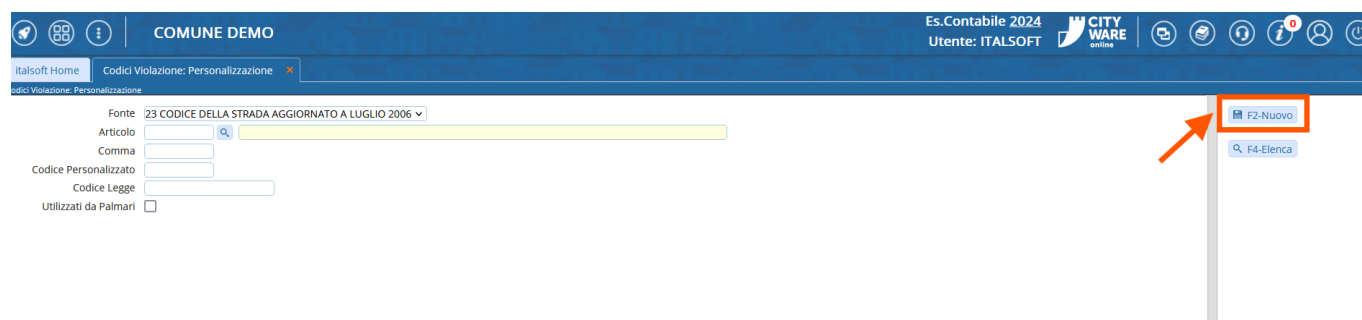 COMUNE DEMO
Es.Contabile 2024
Utente: ITALSOFT
CITY
WARE
online
0
italsoft Home
Codici Violazione: Personalizzazione ×
odici Violazione: Personalizzazione
Fonte 23 CODICE DELLA STRADA AGGIORNATO A LUGLIO 2006
Articolo
Comma
Codice Personalizzato
Codice Legge
Utilizzati da Palmari
F2-Nuovo
F4-Elenca